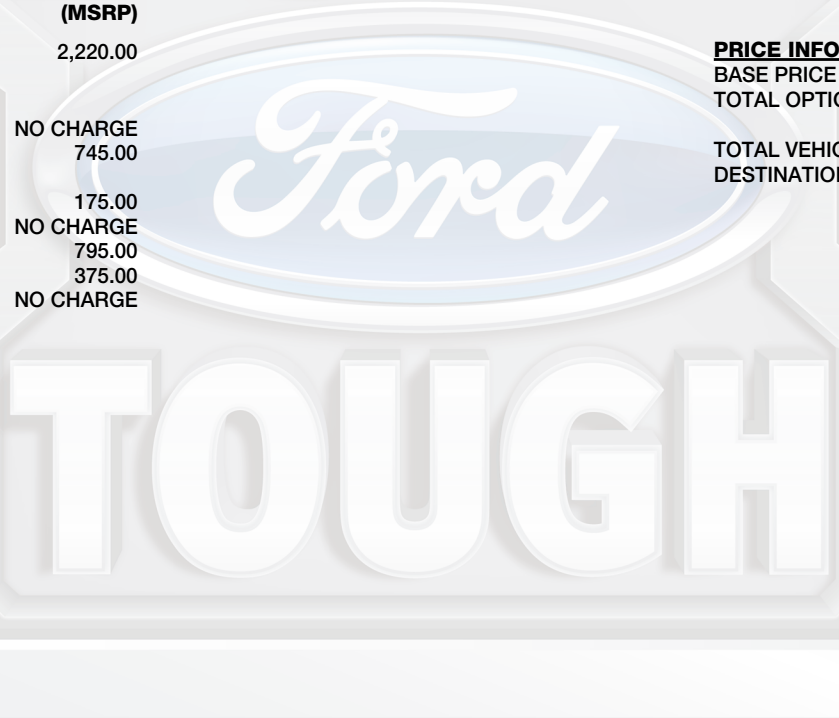 (MSRP)
2,220.00
NO CHARGE
745.00
175.00
NO CHARGE
795.00
375.00
NO CHARGE
PRICE INFO
BASE PRICE
TOTAL OPTIO
TOTAL VEHIC
DESTINATION
Ford
TOUGH